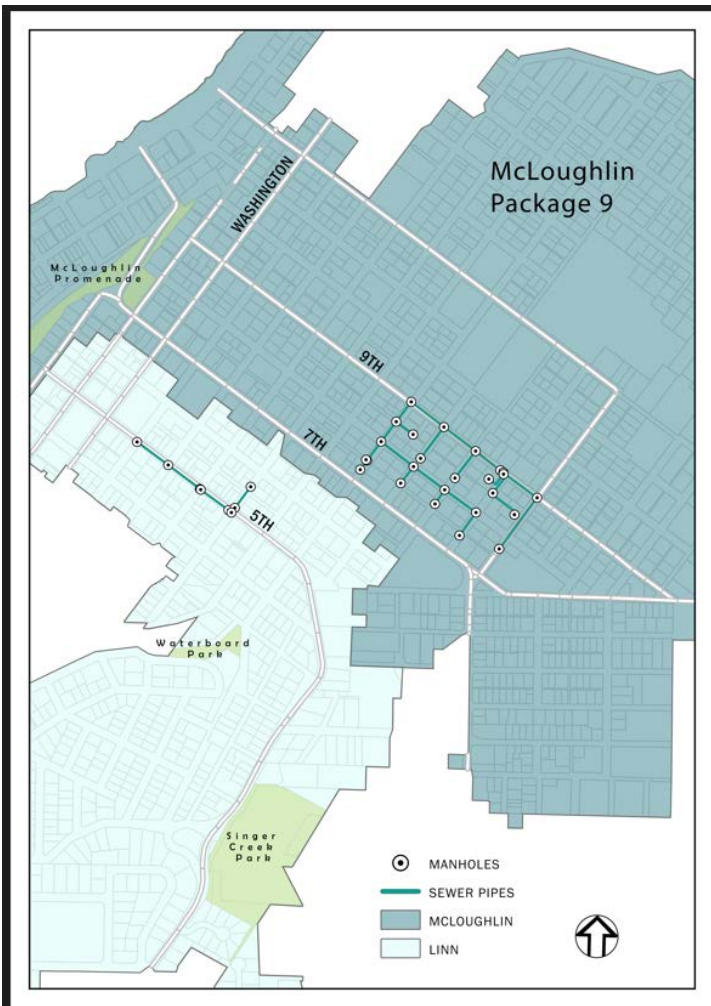 McLoughlin
Package 9
WASHINGTON
McLoughlin
Promenade
9TH
7TH
5TH
Waterboard
Park
Singer
Creek
Park
MANHOLES
SEWER PIPES
MCLOUGHLIN
LINN